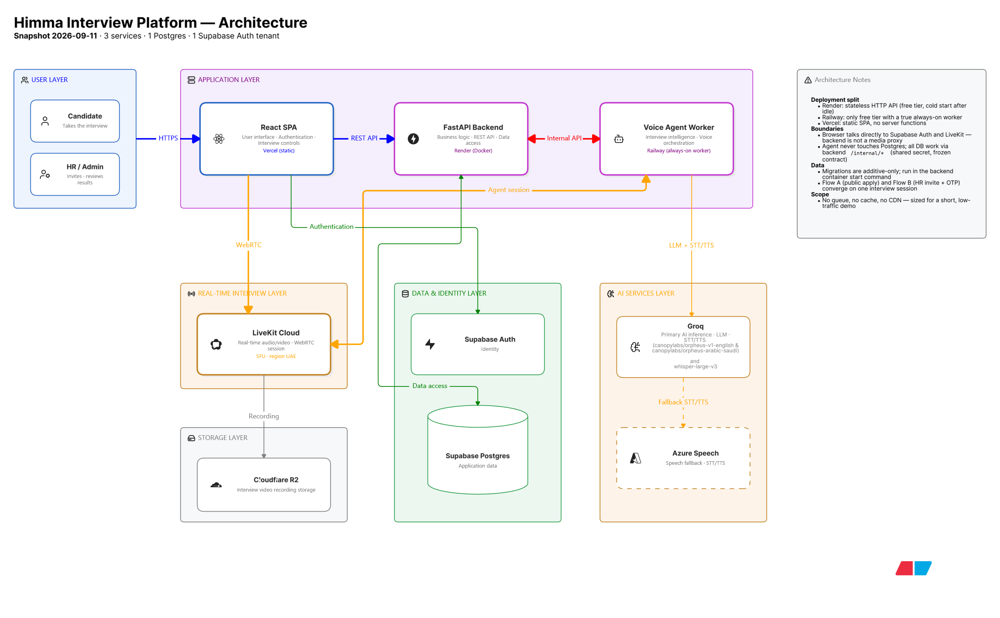 Himma Interview Platform — Architecture
Snapshot 2026-09-11 · 3 services · 1 Postgres · 1 Supabase Auth tenant
USER LAYER
Candidate
Takes the interview
HR / Admin
Invites · reviews
results
HTTPS
APPLICATION LAYER
React SPA
User interface · Authentication ·
Interview controls
Vercel (static)
REST API
FastAPI Backend
Business logic · REST API · Data
access
Render (Docker)
Internal API
Voice Agent Worker
Interview intelligence · Voice
orchestration
Railway (always-on worker)
Agent session
Authentication
WebRTC
LLM + STT/TTS
Architecture Notes
Deployment split
• Render: stateless HTTP API (free tier, cold start after
idle)
• Railway: only free tier with a true always-on worker
• Vercel: static SPA, no server functions
Boundaries
• Browser talks directly to Supabase Auth and LiveKit —
backend is not a media proxy
• Agent never touches Postgres; all DB work via
backend /internal/* (shared secret, frozen
contract)
Data
• Migrations are additive-only; run in the backend
container start command
• Flow A (public apply) and Flow B (HR invite + OTP)
converge on one interview session
Scope
• No queue, no cache, no CDN — sized for a short, low-
traffic demo
REAL-TIME INTERVIEW LAYER
LiveKit Cloud
Real-time audio/video · WebRTC
session
SFU · region UAE
Recording
STORAGE LAYER
Cloudflare R2
Interview video recording storage
DATA & IDENTITY LAYER
Supabase Auth
Identity
Data access
Supabase Postgres
Application data
AI SERVICES LAYER
Groq
Primary AI inference · LLM ·
STT/TTS
(canopylabs/orpheus-v1-english &
canopylabs/orpheus-arabic-saudi)
and
whisper-large-v3
Fallback STT/TTS
Azure Speech
Speech fallback · STT/TTS